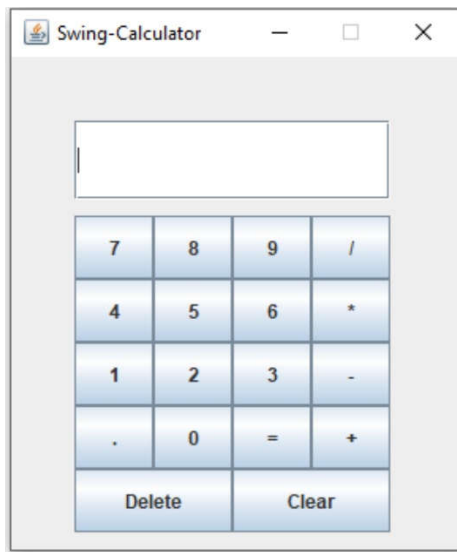 Swing-Calculator
7 8 9 /
4 5 6 *
1 2 3 -
. 0 = +
Delete Clear